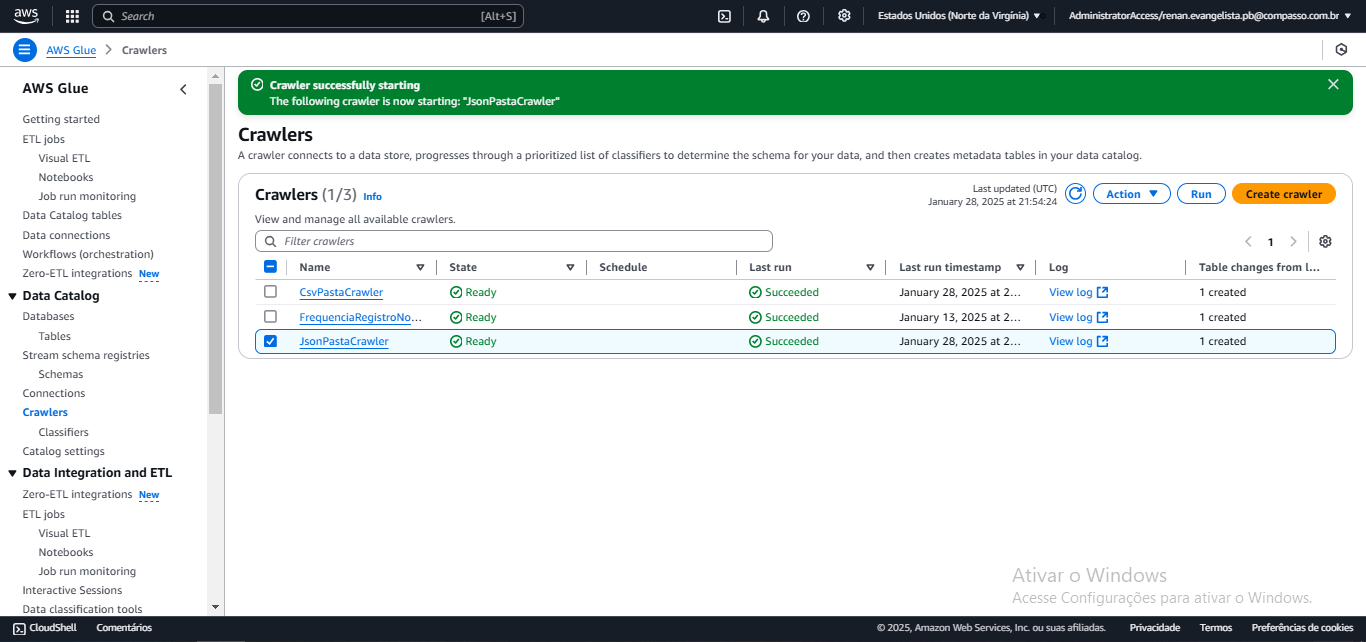 aws
Search [Alt+S]
Estados Unidos (Norte da Virgínia)
AdministratorAccess/renan.evangelista.pb@compasso.com.br
AWS Glue > Crawlers
AWS Glue
Getting started
ETL jobs
Visual ETL
Notebooks
Job run monitoring
Data Catalog tables
Data connections
Workflows (orchestration)
Zero-ETL integrations New
Data Catalog
Databases
Tables
Stream schema registries
Schemas
Connections
Crawlers
Classifiers
Catalog settings
Data Integration and ETL
Zero-ETL integrations New
ETL jobs
Visual ETL
Notebooks
Job run monitoring
Interactive Sessions
Data classification tools
Crawler successfully starting
The following crawler is now starting: "JsonPastaCrawler"
Crawlers
A crawler connects to a data store, progresses through a prioritized list of classifiers to determine the schema for your data, and then creates metadata tables in your data catalog.
Crawlers (1/3) Info
Last updated (UTC)
January 28, 2025 at 21:54:24
Action
Run
Create crawler
View and manage all available crawlers.
Filter crawlers
1
Name State Schedule Last run Last run timestamp Log Table changes from l...
CsvPastaCrawler Ready Succeeded January 28, 2025 at 2... View log 1 created
FrequenciaRegistroNo... Ready Succeeded January 13, 2025 at 2... View log 1 created
JsonPastaCrawler Ready Succeeded January 28, 2025 at 2... View log 1 created
Ativar o Windows
Acesse Configurações para ativar o Windows.
CloudShell Comentários
© 2025, Amazon Web Services, Inc. ou suas afiliadas. Privacidade Termos Preferências de cookies